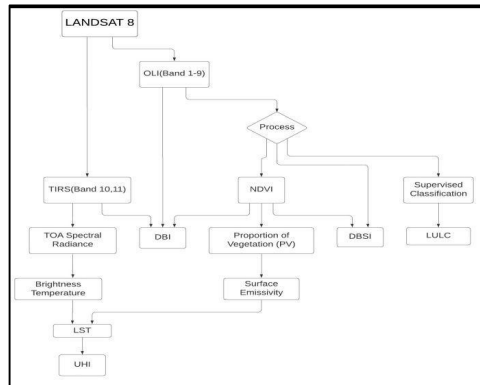 LANDSAT 8
OLI(Band 1-9)
Process
TIRS(Band 10,11)
NDVI
Supervised
Classification
TOA Spectral
Radiance
DBI
Proportion of
Vegetation (PV)
DBSI
LULC
Brightness
Temperature
Surface
Emissivity
LST
UHI